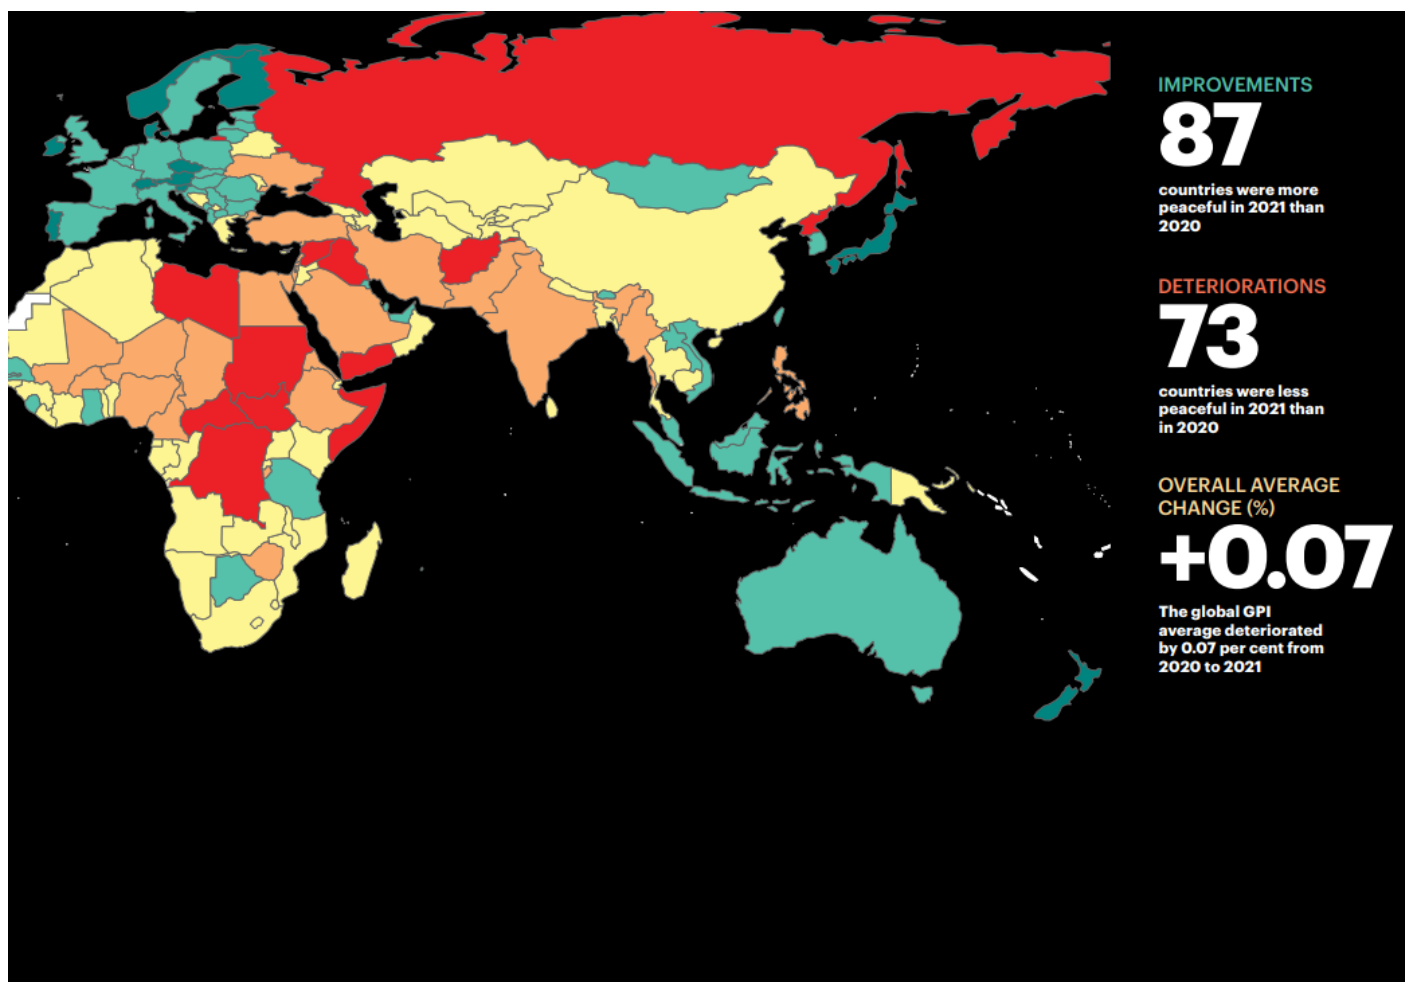 IMPROVEMENTS
87
countries were more
peaceful in 2021 than
2020
DETERIORATIONS
73
countries were less
peaceful in 2021 than
in 2020
OVERALL AVERAGE
CHANGE (%)
+0.07
The global GPI
average deteriorated
by 0.07 per cent from
2020 to 2021